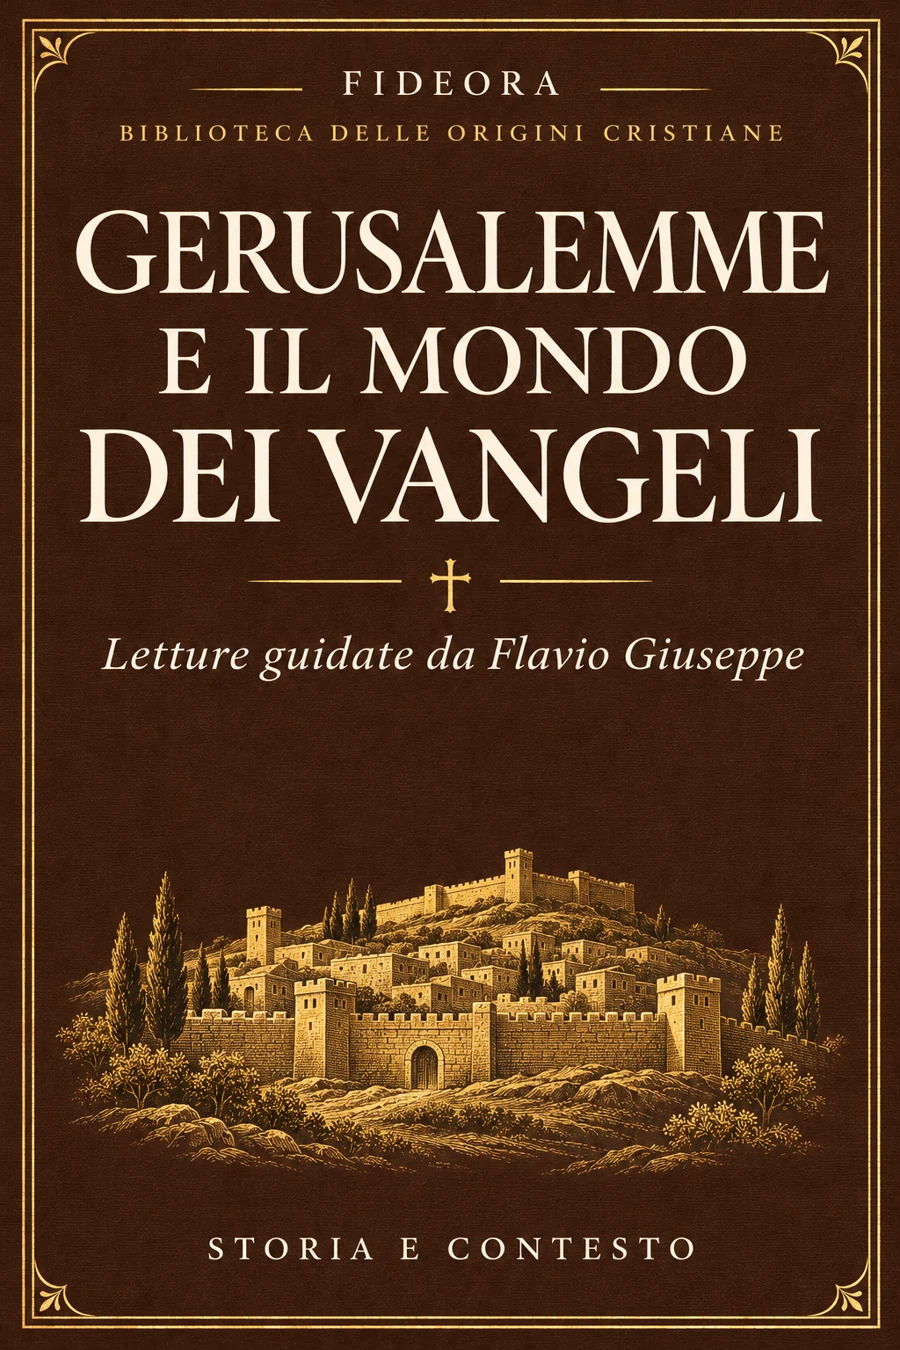 FIDEORA
BIBLIOTECA DELLE ORIGINI CRISTIANE
GERUSALEMME
E IL MONDO
DEI VANGELI
Letture guidate da Flavio Giuseppe
STORIA E CONTESTO